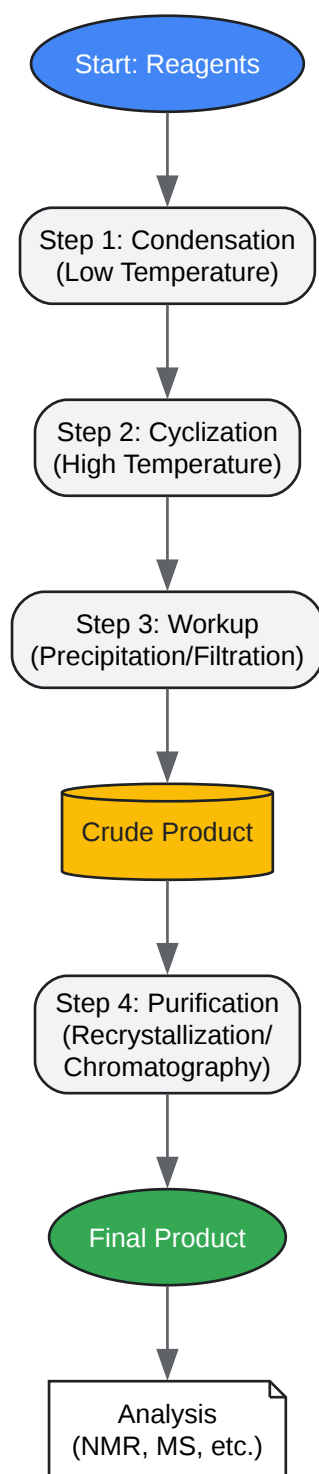 Start: Reagents
Step 1: Condensation
(Low Temperature)
Step 2: Cyclization
(High Temperature)
Step 3: Workup
(Precipitation/Filtration)
Crude Product
Step 4: Purification
(Recrystallization/
Chromatography)
Final Product
Analysis
(NMR, MS, etc.)